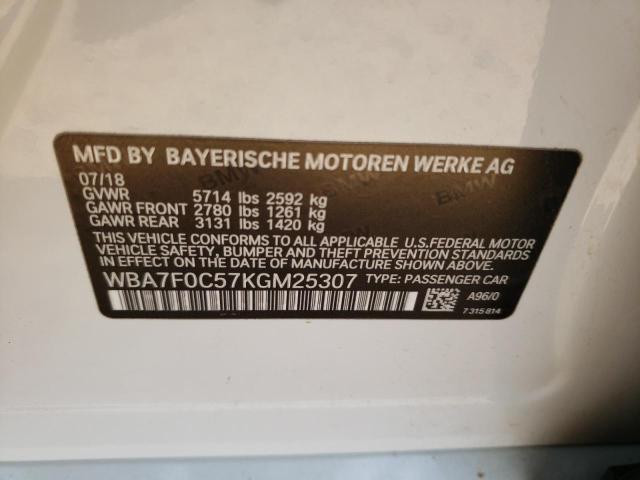 MFD BY BAYERISCHE MOTOREN WERKE AG
07/18
GVWR 5714 lbs 2592 kg
GAWR FRONT 2780 lbs 1261 kg
GAWR REAR 3131 lbs 1420 kg
THIS VEHICLE CONFORMS TO ALL APPLICABLE U.S. FEDERAL MOTOR
VEHICLE SAFETY, BUMPER AND THEFT PREVENTION STANDARDS
IN EFFECT ON THE DATE OF MANUFACTURE SHOWN ABOVE.
WBA7F0C57KGM25307 TYPE: PASSENGER CAR
A96/0
7 315 814